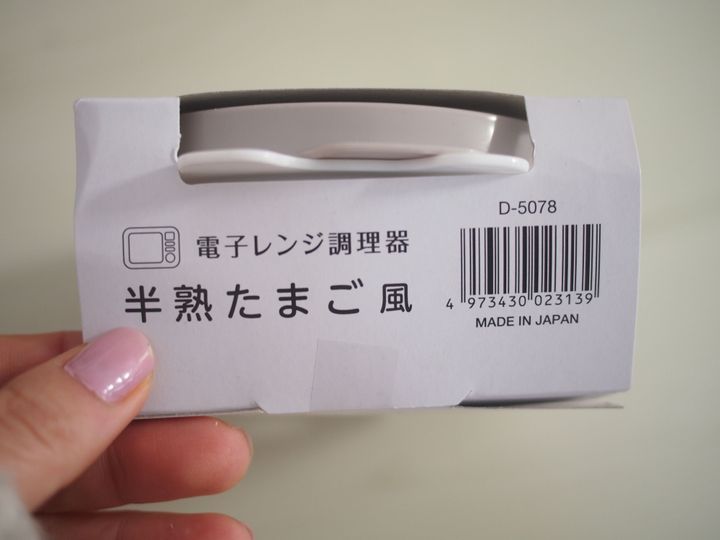 電子レンジ調理器
半熟たまご風
D-5078
4 973430 023139
MADE IN JAPAN